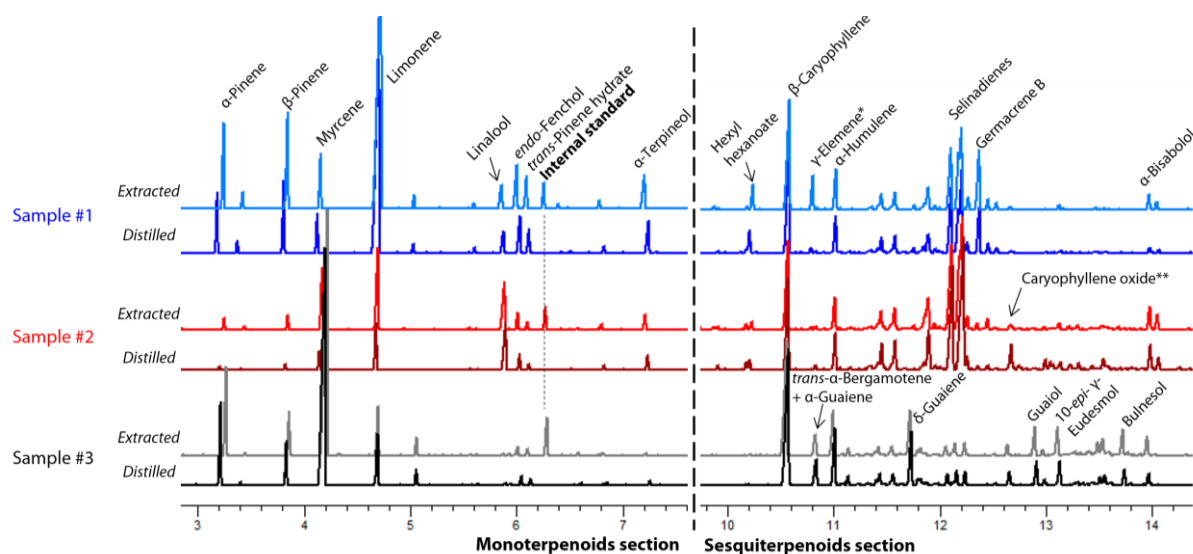 α-Pinene
β-Pinene
Myrcene
Limonene
Linalool
endo-Fenchol
trans-Pinene hydrate
Internal standard
α-Terpineol
Hexyl
hexanoate
β-Caryophyllene
γ-Elemene*
α-Humulene
Selinadienes
Germacrene B
α-Bisabolol
Extracted
Sample #1
Distilled
Extracted
Sample #2
Distilled
Caryophyllene oxide**
trans-α-Bergamotene
+ α-Guaiene
δ-Guaiene
Guaiol
10-epi- γ-
Eudesmol
Bulnesol
Extracted
Sample #3
Distilled
3 4 5 6 7 10 11 12 13 14
Monoterpenoids section Sesquiterpenoids section